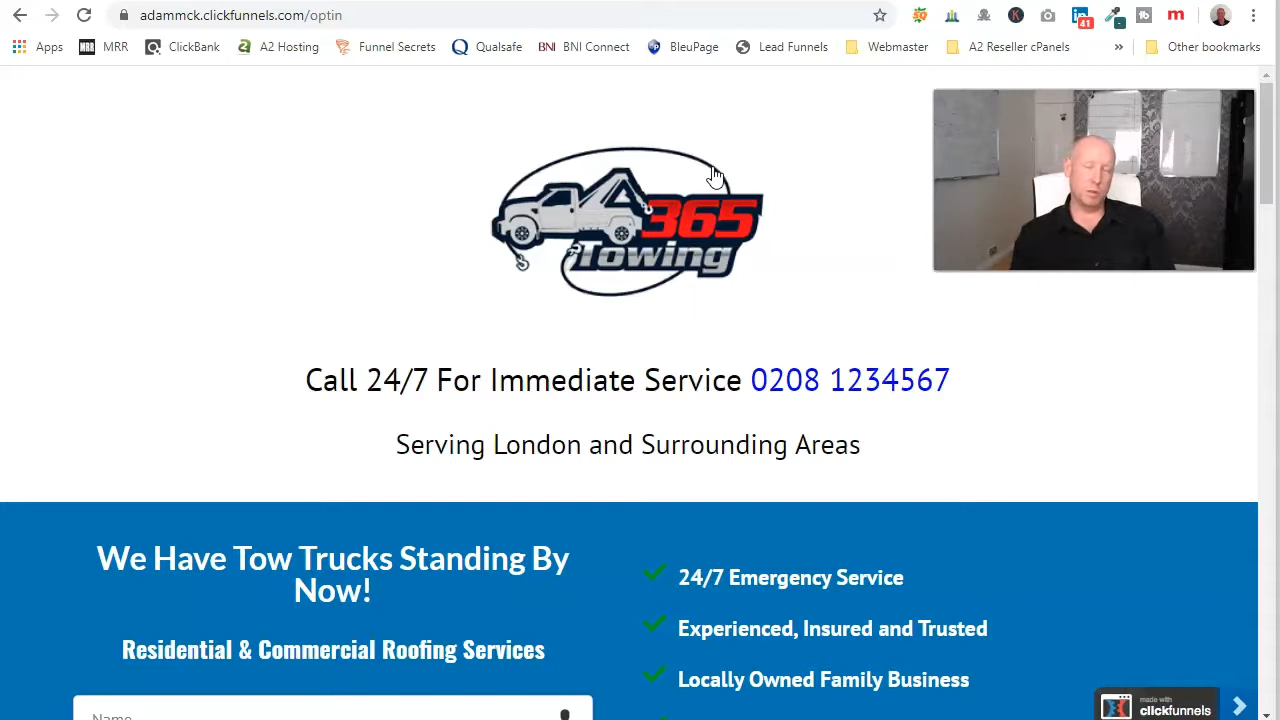 adammck.clickfunnels.com/optin
41
Apps MRR MRR ClickBank A2 Hosting Funnel Secrets Qualsafe BNI BNI Connect BleuPage Lead Funnels Webmaster A2 Reseller cPanels » Other bookmarks
365
Towing
Call 24/7 For Immediate Service 0208 1234567
Serving London and Surrounding Areas
We Have Tow Trucks Standing By
Now!
Residential & Commercial Roofing Services
Name
24/7 Emergency Service
Experienced, Insured and Trusted
Locally Owned Family Business
made with
clickfunnels